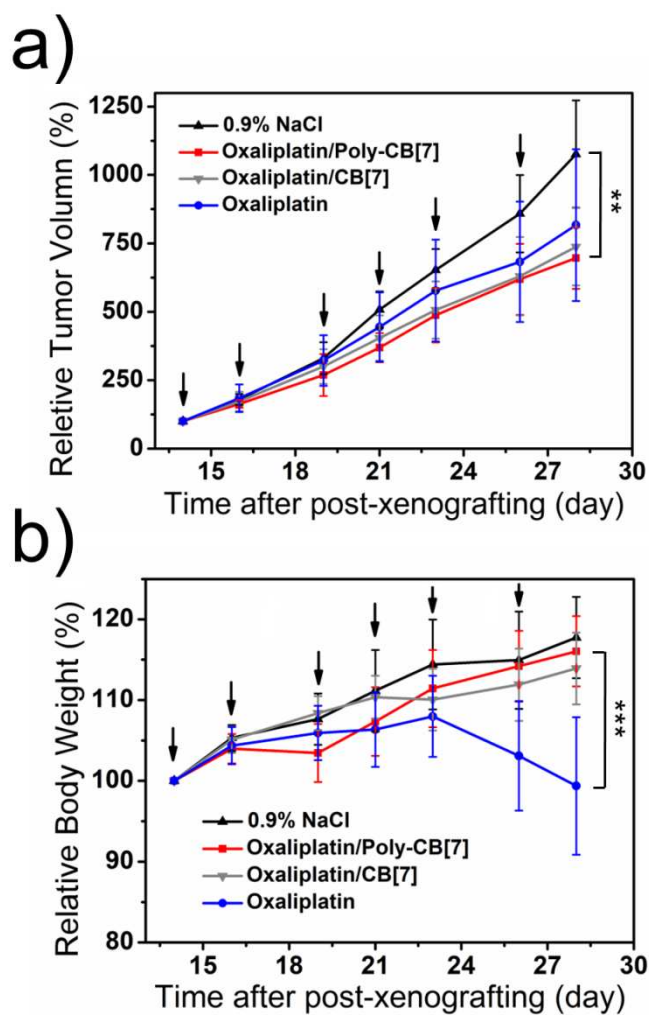 a)
Reletive Tumor Volumn (%)
1250
1000
750
500
250
0
0.9% NaCl
Oxaliplatin/Poly-CB[7]
Oxaliplatin/CB[7]
Oxaliplatin
**
15 18 21 24 27 30
Time after post-xenografting (day)
b)
Relative Body Weight (%)
120
110
100
90
80
***
0.9% NaCl
Oxaliplatin/Poly-CB[7]
Oxaliplatin/CB[7]
Oxaliplatin
15 18 21 24 27 30
Time after post-xenografting (day)